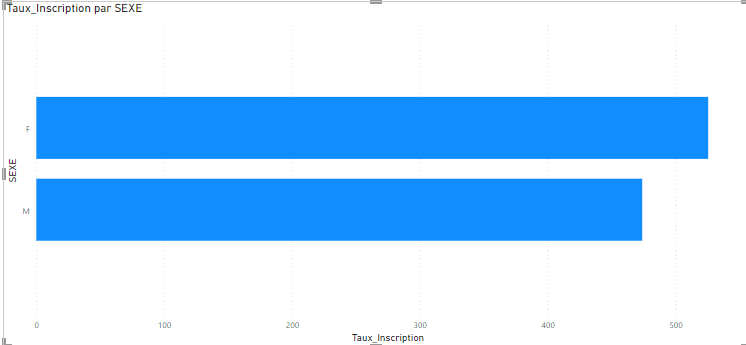 Taux_Inscription par SEXE
SEXE
F
M
0 100 200 300 400 500
Taux_Inscription